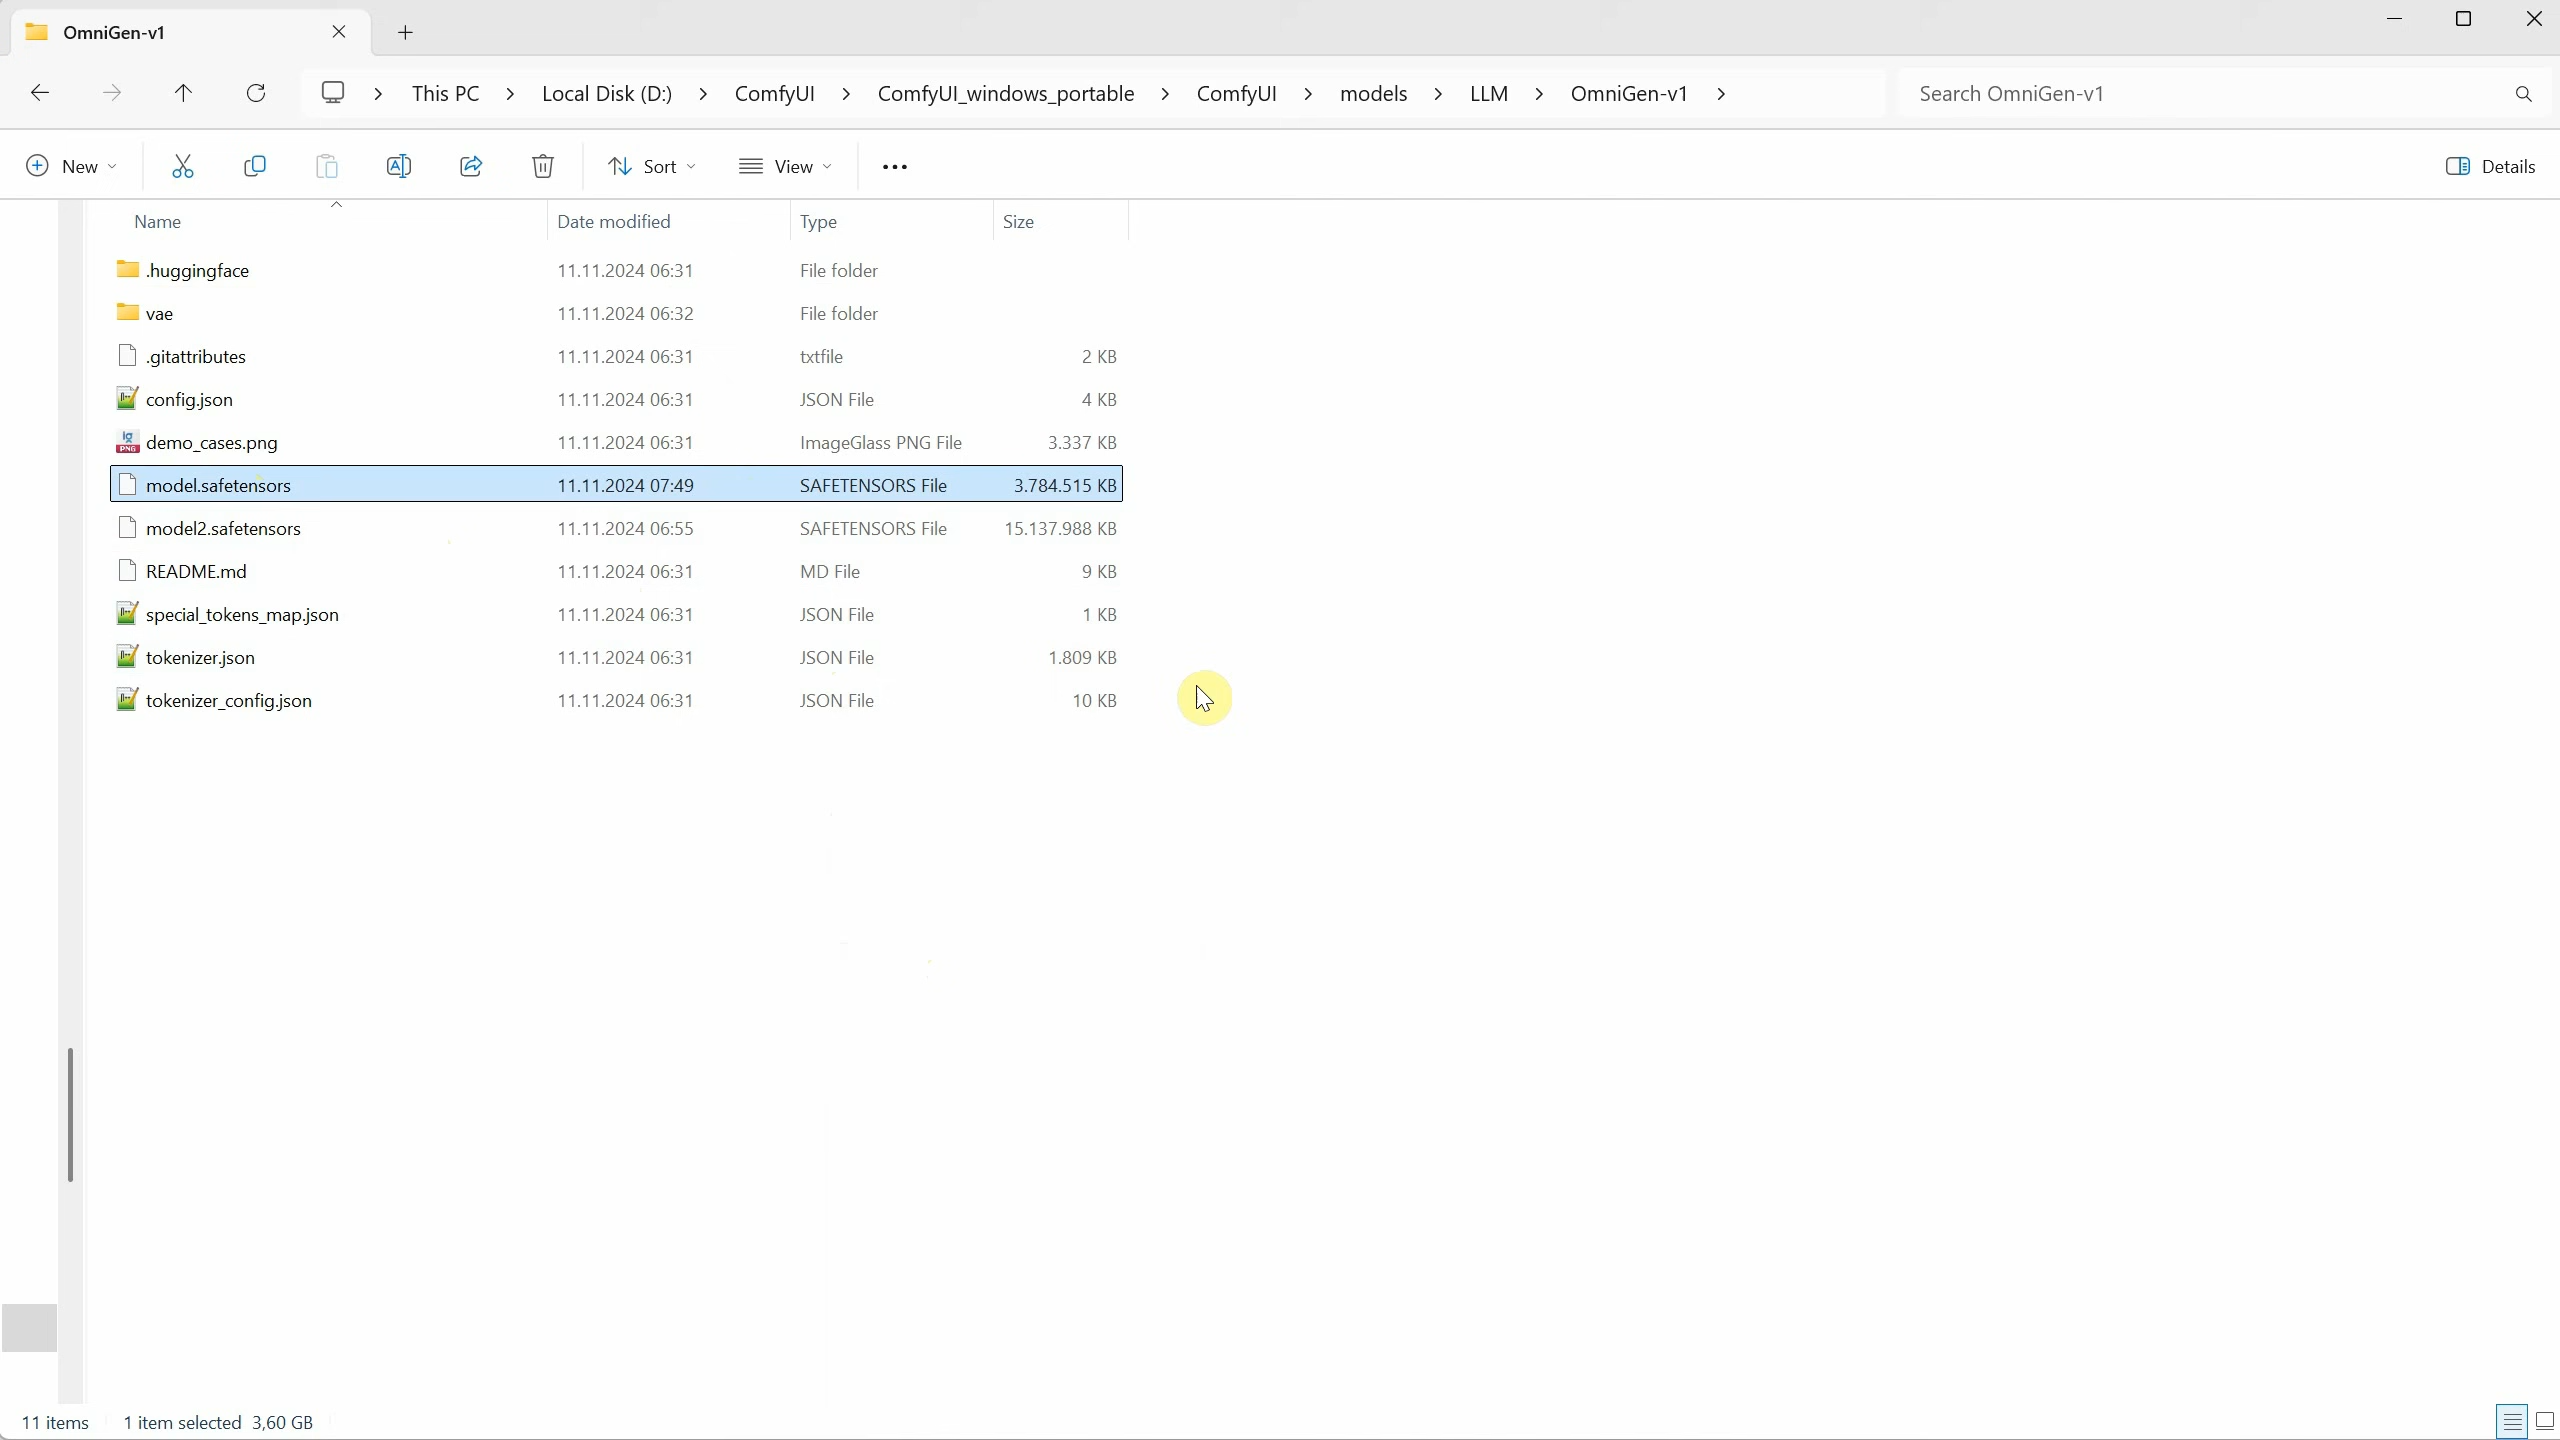 OmniGen-v1
This PC > Local Disk (D:) > ComfyUI > ComfyUI_windows_portable > ComfyUI > models > LLM > OmniGen-v1 > Search OmniGen-v1
New Sort View Details
Name Date modified Type Size
.huggingface 11.11.2024 06:31 File folder
vae 11.11.2024 06:32 File folder
.gitattributes 11.11.2024 06:31 txtfile 2 KB
config.json 11.11.2024 06:31 JSON File 4 KB
demo_cases.png 11.11.2024 06:31 ImageGlass PNG File 3.337 KB
model.safetensors 11.11.2024 07:49 SAFETENSORS File 3.784.515 KB
model2.safetensors 11.11.2024 06:55 SAFETENSORS File 15.137.988 KB
README.md 11.11.2024 06:31 MD File 9 KB
special_tokens_map.json 11.11.2024 06:31 JSON File 1 KB
tokenizer.json 11.11.2024 06:31 JSON File 1.809 KB
tokenizer_config.json 11.11.2024 06:31 JSON File 10 KB
11 items 1 item selected 3,60 GB